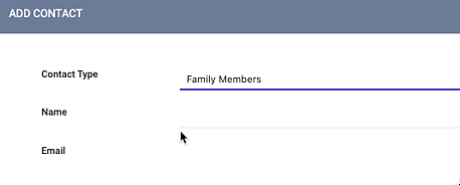 ADD CONTACT
Contact Type
Family Members
Name
Email